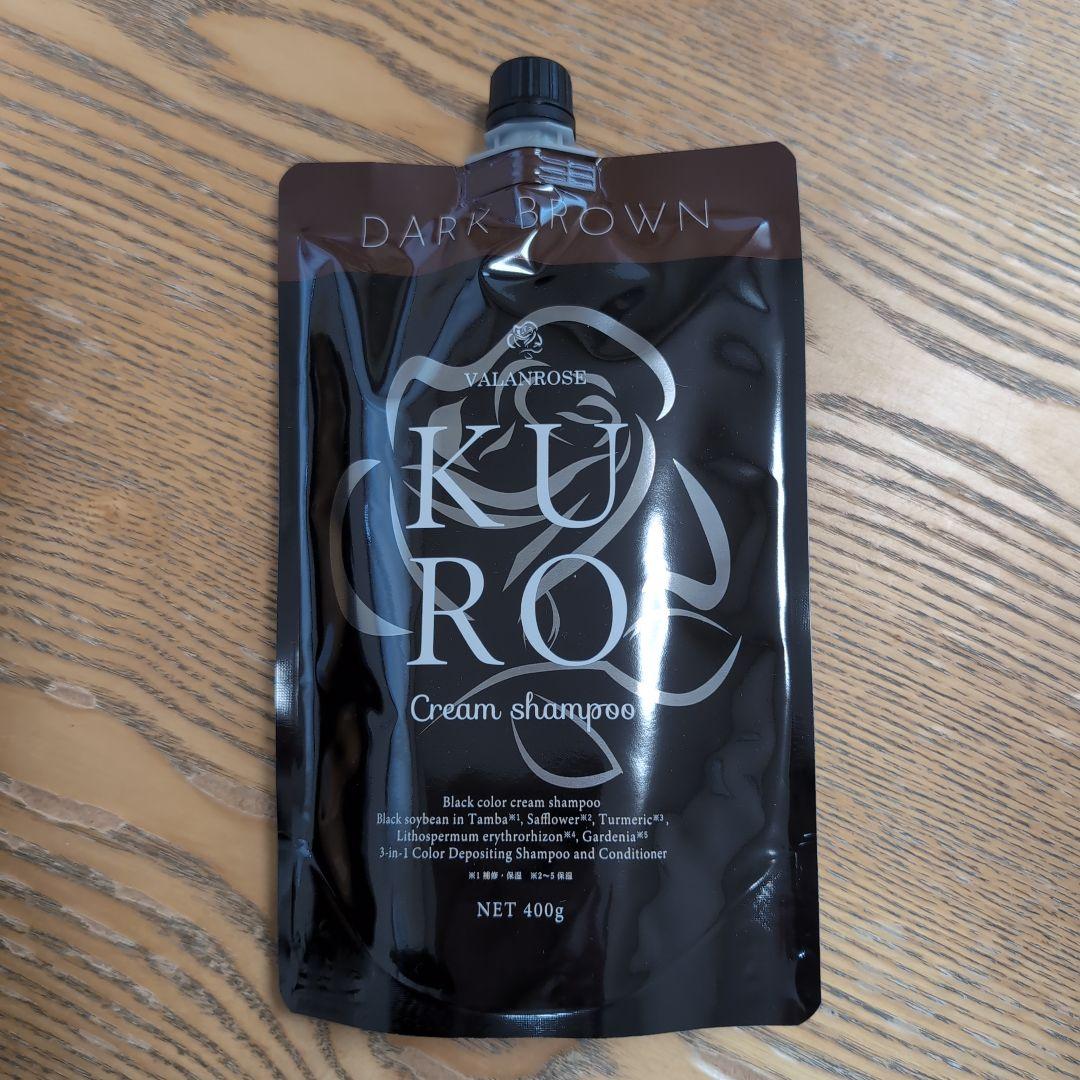 DARK BROWN
VALANROSE
KU
RO
Cream shampoo
Black color cream shampoo
Black soybean in Tamba※1, Safflower※2, Turmeric※3,
Lithospermum erythrorhizon※4, Gardenia※5
3-in-1 Color Depositing Shampoo and Conditioner
※1 補修・保湿 ※2～5 保湿
NET 400g